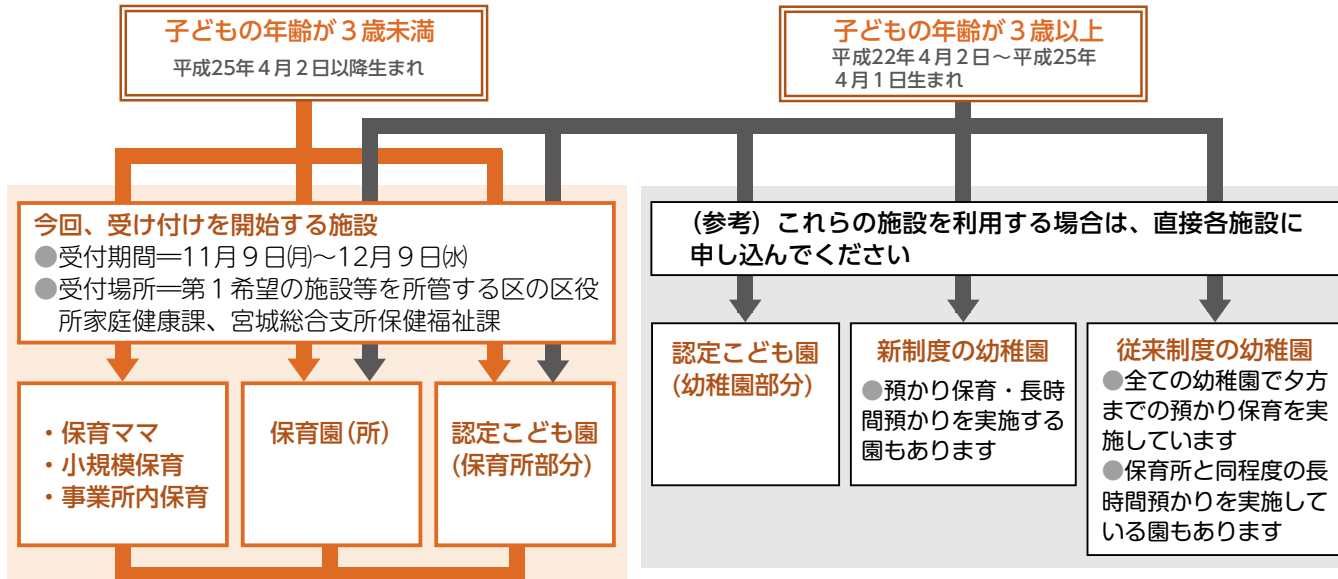 子どもの年齢が３歳未満
平成25年４月２日以降生まれ
子どもの年齢が３歳以上
平成22年４月２日～平成25年
４月１日生まれ
今回、受け付けを開始する施設
●受付期間＝11月９日㈪～12月９日㈬
●受付場所＝第１希望の施設等を所管する区の区役
所家庭健康課、宮城総合支所保健福祉課
（参考）これらの施設を利用する場合は、直接各施設に
申し込んでください
・保育ママ
・小規模保育
・事業所内保育
保育園（所）
認定こども園
(保育所部分)
認定こども園
(幼稚園部分)
新制度の幼稚園
●預かり保育・長時
間預かりを実施する
園もあります
従来制度の幼稚園
●全ての幼稚園で夕方
までの預かり保育を実
施しています
●保育所と同程度の長
時間預かりを実施して
いる園もあります